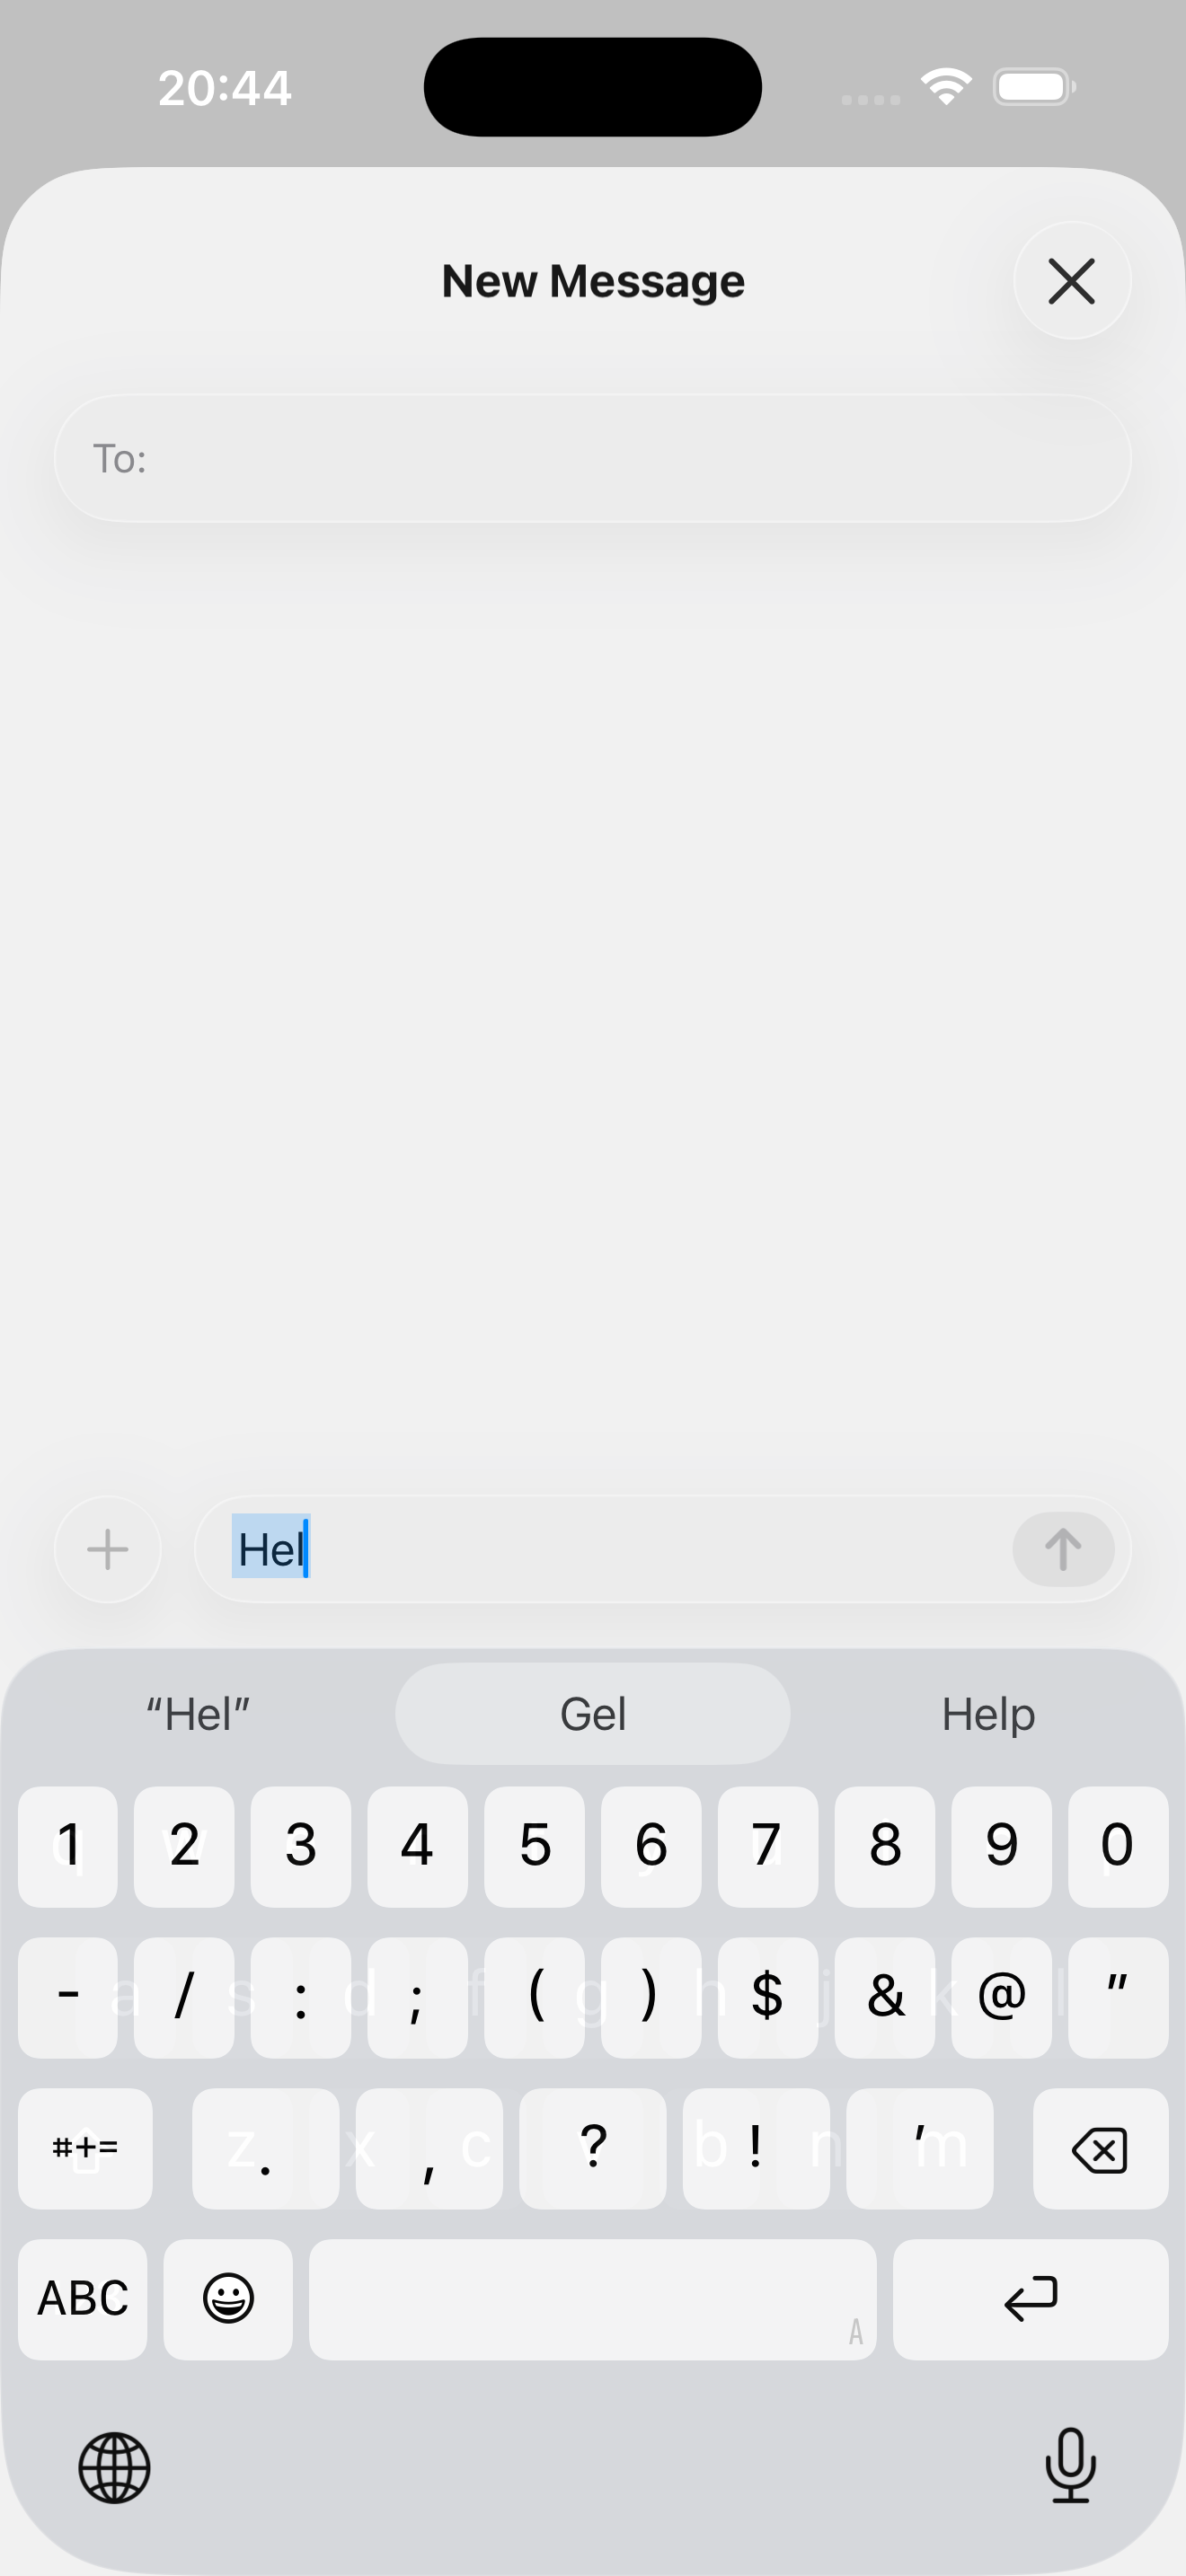 20:44
New Message
To:
Hel
“Hel” Gel Help
1 2 3 4 5 6 7 8 9 0
- / : ; ( ) $ & @ ”
a s d f g h j k l
#+= . , ? ! ’
z x c b n m
ABC A